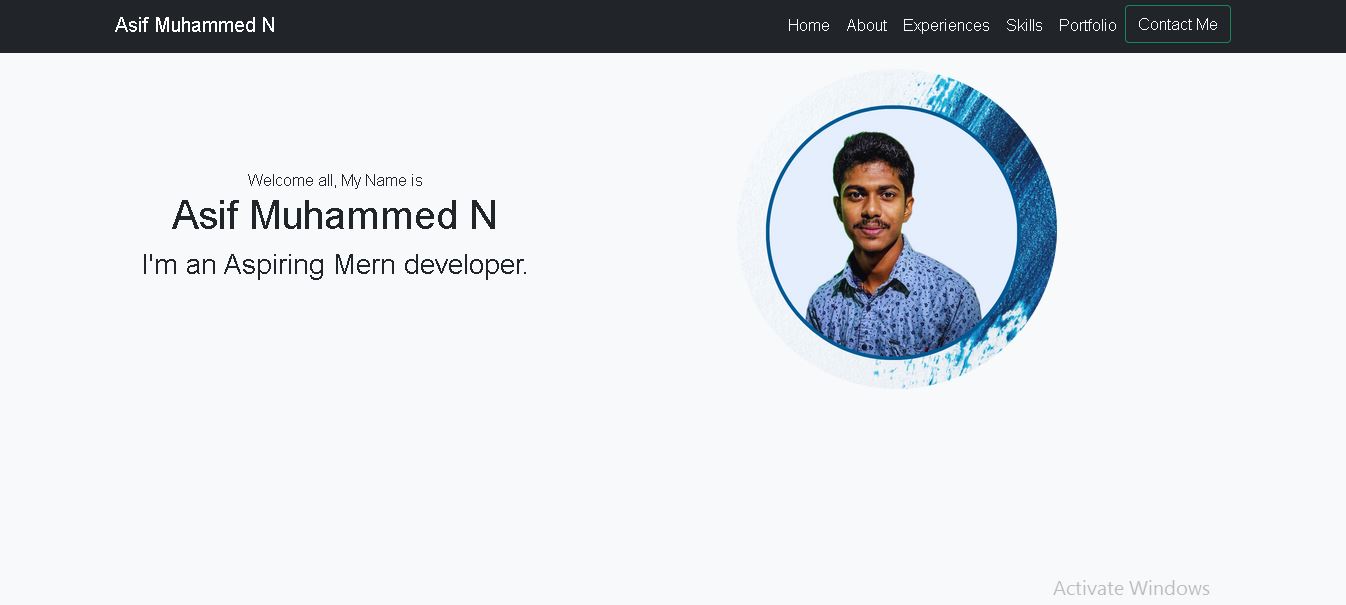 Asif Muhammed N
Home About Experiences Skills Portfolio Contact Me
Welcome all, My Name is
Asif Muhammed N
I'm an Aspiring Mern developer.
Activate Windows